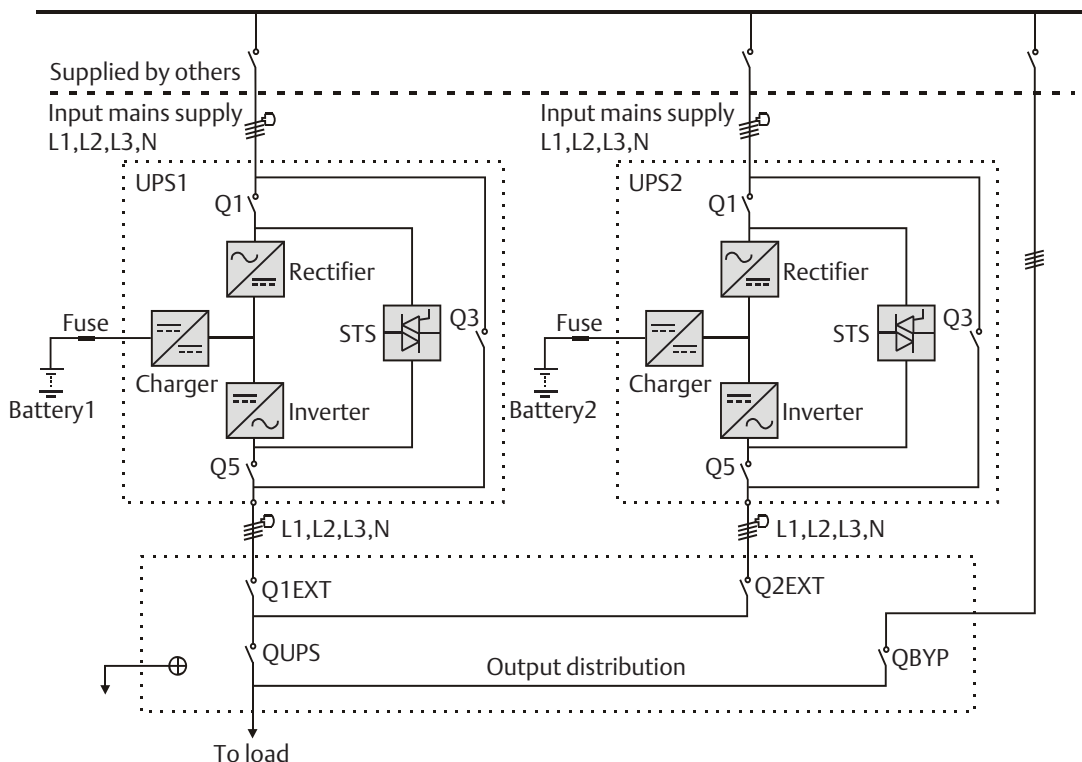 Supplied by others
Input mains supply
L1,L2,L3,N
Input mains supply
L1,L2,L3,N
UPS1
UPS2
Q1
Q1
Rectifier
Rectifier
Fuse
STS
Q3
Fuse
STS
Q3
Charger
Charger
Battery1
Inverter
Battery2
Inverter
Q5
Q5
L1,L2,L3,N
L1,L2,L3,N
Q1EXT
Q2EXT
QUPS
Output distribution
QBYP
To load